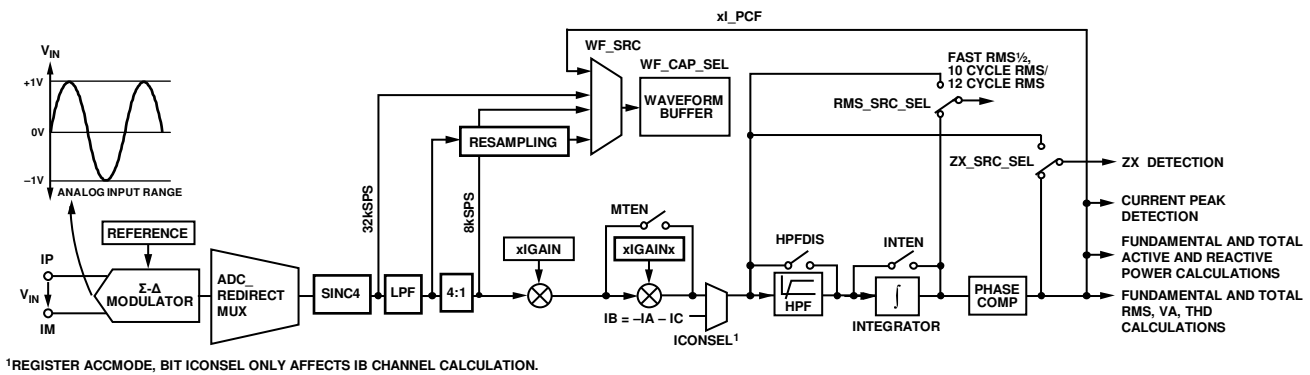 xI_PCF
WF_SRC
WF_CAP_SEL
WAVEFORM
BUFFER
FAST RMS½,
10 CYCLE RMS/
12 CYCLE RMS
RMS_SRC_SEL
VIN
+1V
0V
–1V
ANALOG INPUT RANGE
RESAMPLING
ZX_SRC_SEL
ZX DETECTION
32kSPS
8kSPS
CURRENT PEAK
DETECTION
REFERENCE
MTEN
xIGAIN
xIGAINx
HPFDIS
INTEN
FUNDAMENTAL AND TOTAL
ACTIVE AND REACTIVE
POWER CALCULATIONS
IP
VIN
IM
Σ-Δ
MODULATOR
ADC_
REDIRECT
MUX
SINC4
LPF
4:1
IB = –IA – IC
ICONSEL1
HPF
∫
INTEGRATOR
PHASE
COMP
FUNDAMENTAL AND TOTAL
RMS, VA, THD
CALCULATIONS
1REGISTER ACCMODE, BIT ICONSEL ONLY AFFECTS IB CHANNEL CALCULATION.